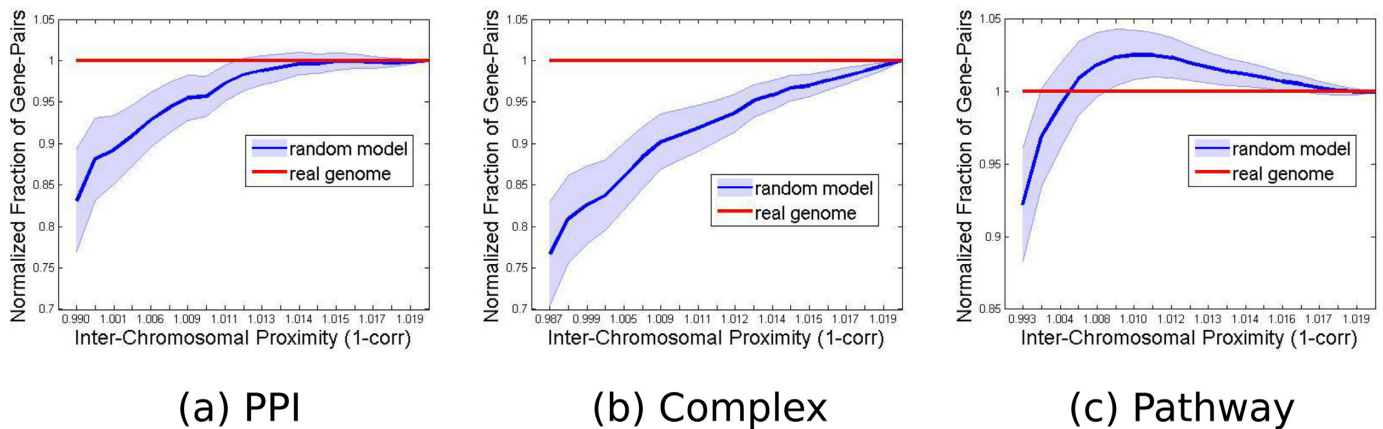 Normalized Fraction of Gene-Pairs
1.05
1
0.95
0.9
0.85
0.8
0.75
0.7
random model
real genome
0.990 1.001 1.006 1.009 1.011 1.012 1.014 1.015 1.017 1.019
Inter-Chromosomal Proximity (1-corr)
(a) PPI
Normalized Fraction of Gene-Pairs
1.05
1
0.95
0.9
0.85
0.8
0.75
0.7
random model
real genome
0.987 0.999 1.005 1.009 1.011 1.012 1.014 1.015 1.017 1.019
Inter-Chromosomal Proximity (1-corr)
(b) Complex
Normalized Fraction of Gene-Pairs
1.05
1
0.95
0.9
0.85
random model
real genome
0.993 1.004 1.008 1.010 1.012 1.013 1.014 1.016 1.017 1.019
Inter-Chromosomal Proximity (1-corr)
(c) Pathway